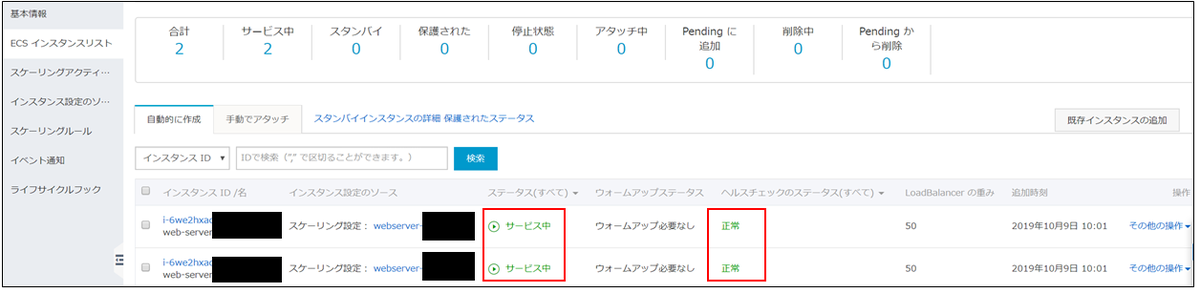 基本情報
ECS インスタンスリスト
スケーリングアクティ…
インスタンス設定のソ…
スケーリングルール
イベント通知
ライフサイクルフック
合計 サービス中 スタンバイ 保護された 停止状態 アタッチ中 Pending に追加 削除中 Pending から削除
2 2 0 0 0 0 0 0 0
自動的に作成 手動でアタッチ スタンバイインスタンスの詳細 保護されたステータス 既存インスタンスの追加
インスタンス ID IDで検索（"," で区切ることができます。） 検索
インスタンス ID /名 インスタンス設定のソース ステータス(すべて) ウォームアップステータス ヘルスチェックのステータス(すべて) LoadBalancer の重み 追加時刻 操作
i-6we2hxac スケーリング設定： webserver- サービス中 ウォームアップ必要なし 正常 50 2019年10月9日 10:01 その他の操作
web-server
i-6we2hxa スケーリング設定： webserver- サービス中 ウォームアップ必要なし 正常 50 2019年10月9日 10:01 その他の操作
web-server